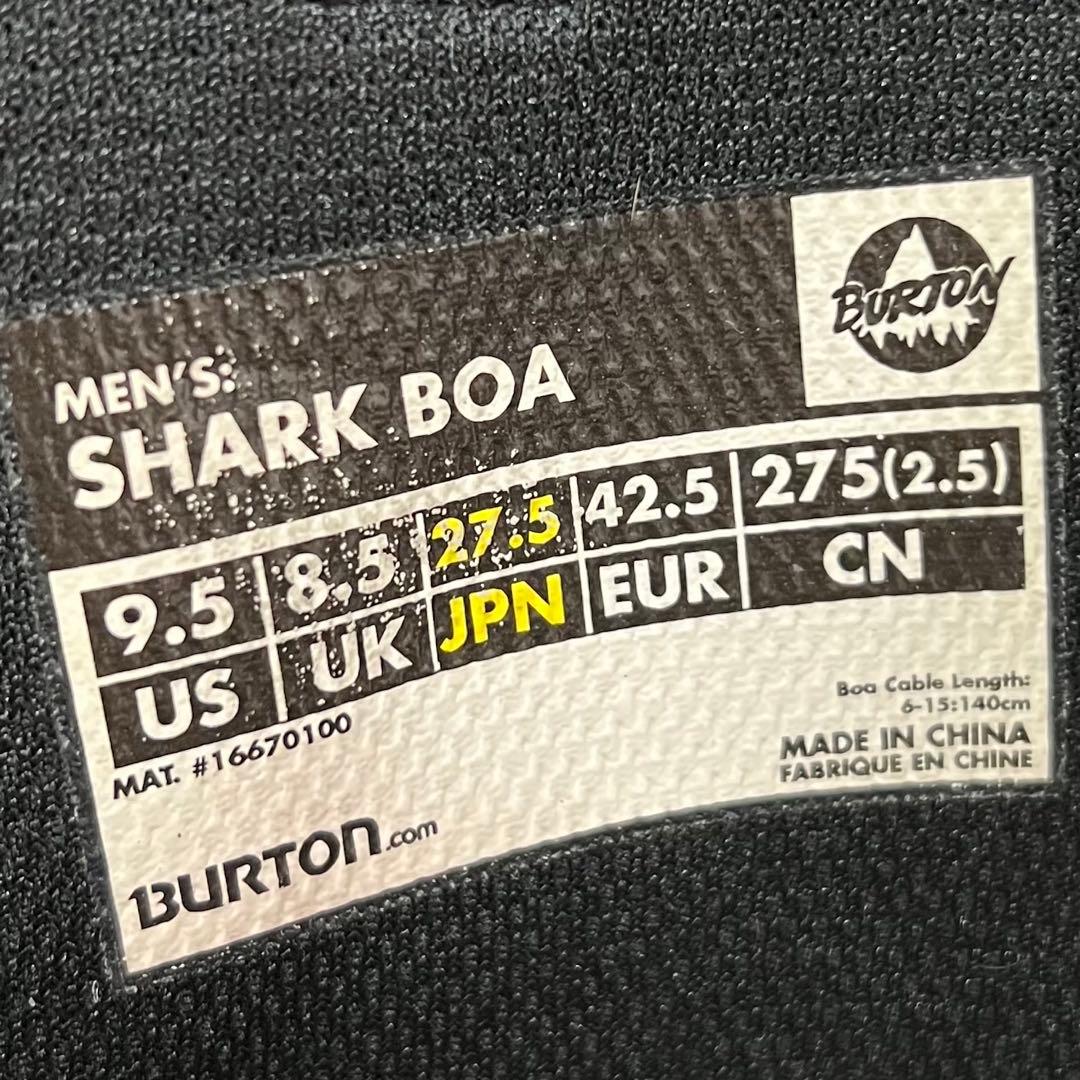 BURTON
MEN'S:
SHARK BOA
9.5 8.5 27.5 42.5 275(2.5)
US UK JPN EUR CN
MAT. #16670100
Boa Cable Length:
6-15:140cm
MADE IN CHINA
FABRIQUE EN CHINE
BURTON.com